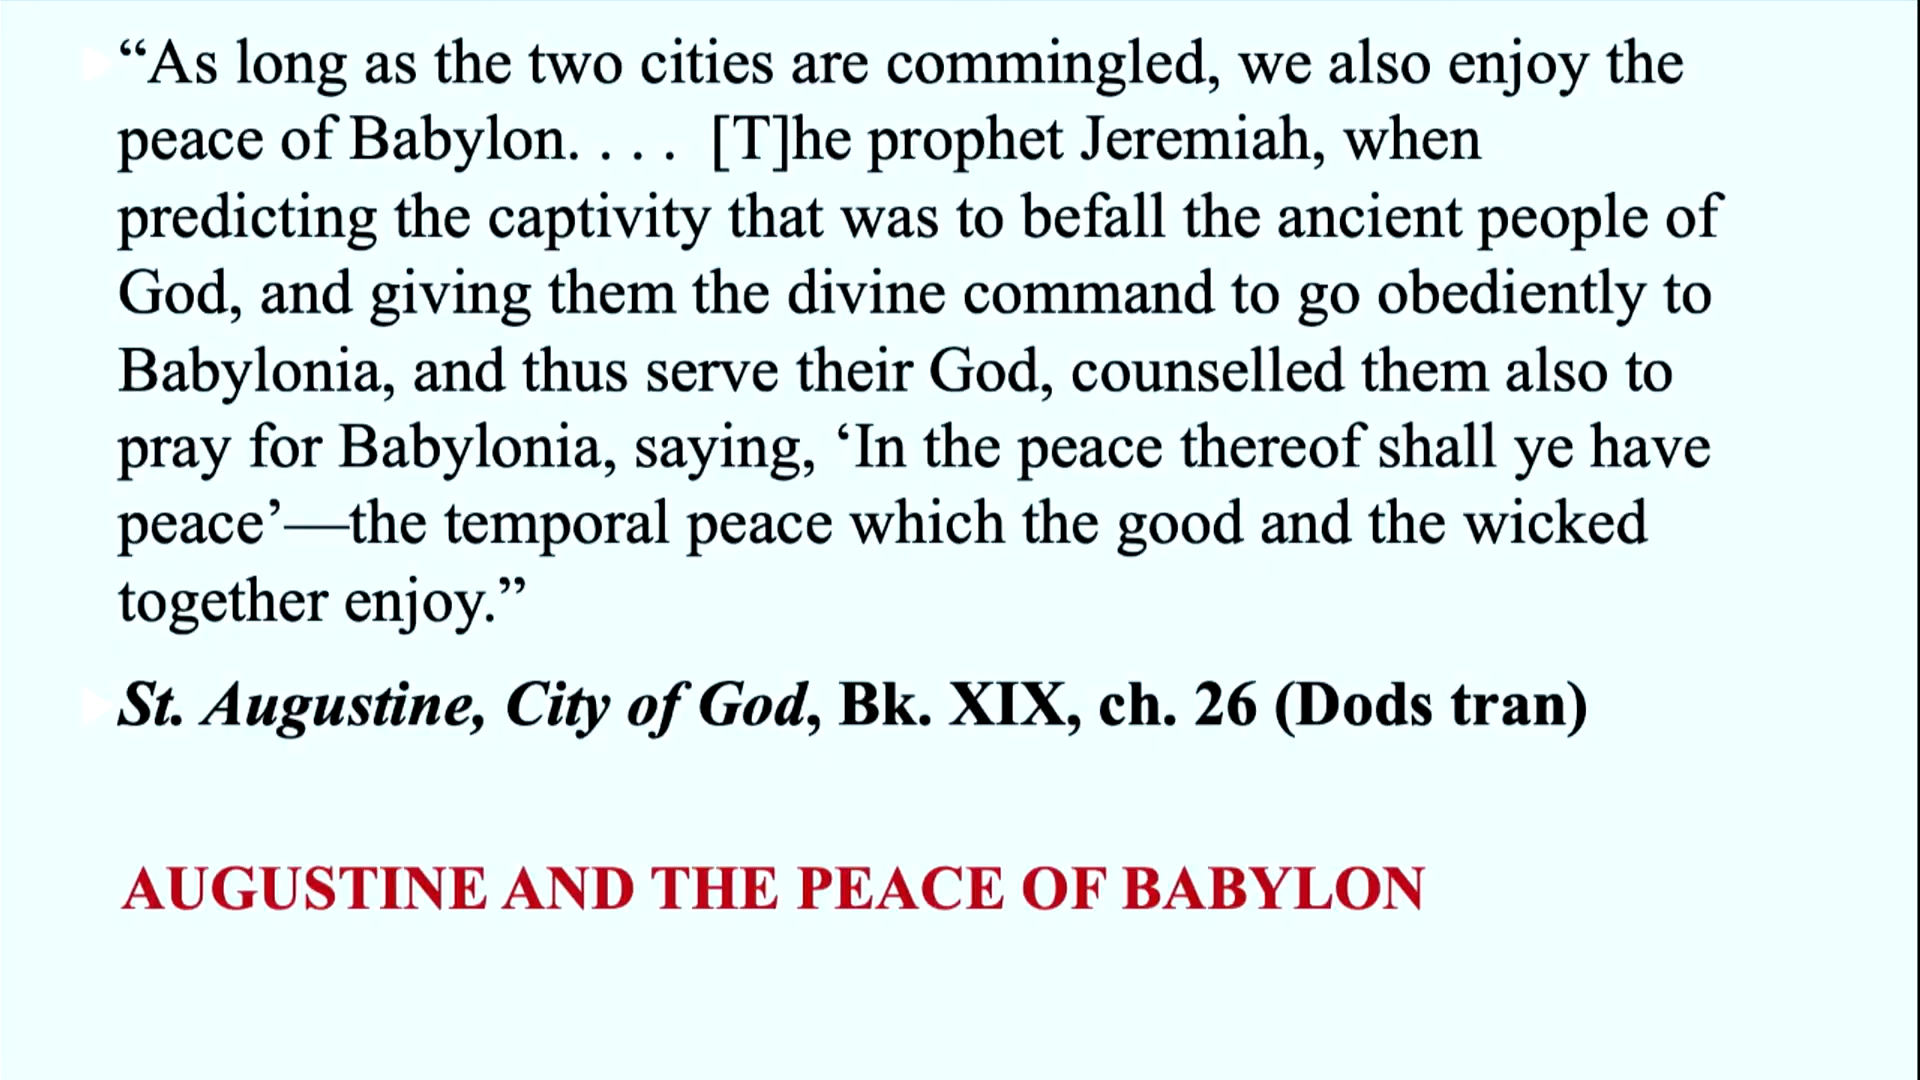 “As long as the two cities are commingled, we also enjoy the
peace of Babylon. . . .  [T]he prophet Jeremiah, when
predicting the captivity that was to befall the ancient people of
God, and giving them the divine command to go obediently to
Babylonia, and thus serve their God, counselled them also to
pray for Babylonia, saying, ‘In the peace thereof shall ye have
peace’—the temporal peace which the good and the wicked
together enjoy.”
St. Augustine, City of God, Bk. XIX, ch. 26 (Dods tran)
AUGUSTINE AND THE PEACE OF BABYLON